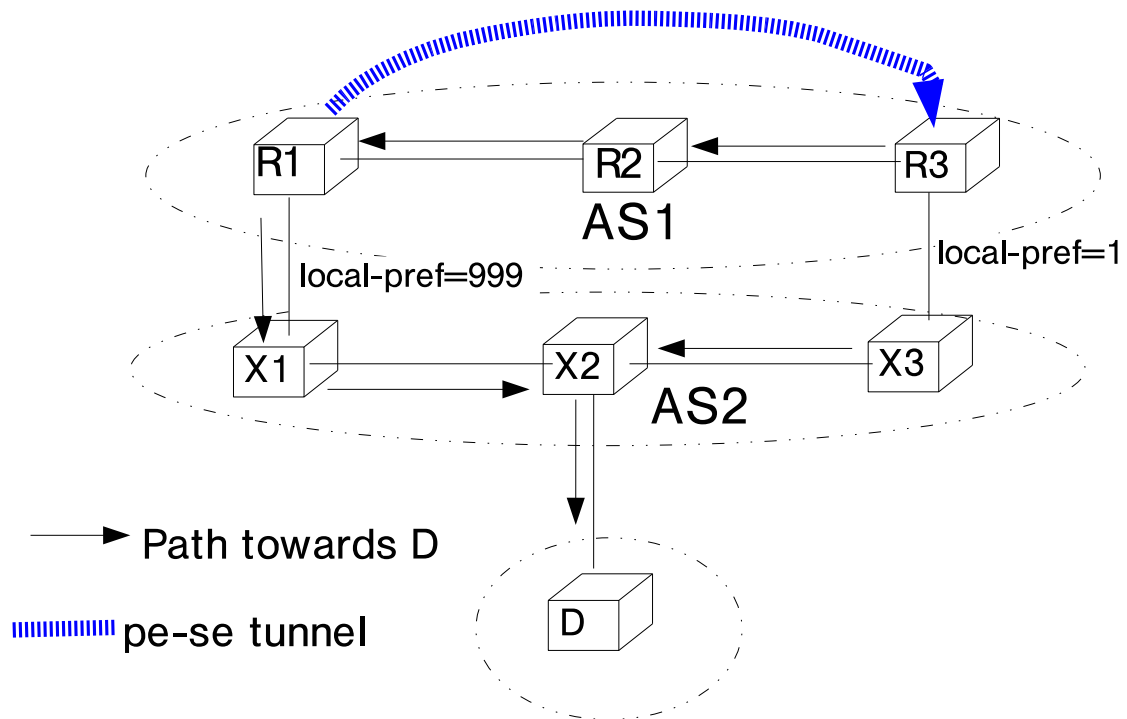 R1
R2
R3
AS1
local-pref=1
local-pref=999
X1
X2
X3
AS2
Path towards D
D
pe-se tunnel